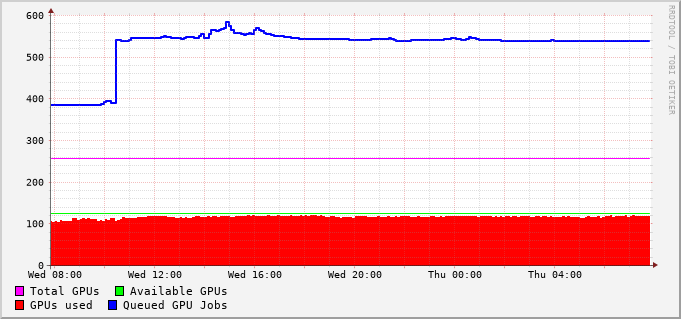 600
500
400
300
200
100
0
Wed 08:00 Wed 12:00 Wed 16:00 Wed 20:00 Thu 00:00 Thu 04:00
Total GPUs Available GPUs
GPUs used Queued GPU Jobs
RRDTOOL / TOBI OETIKER